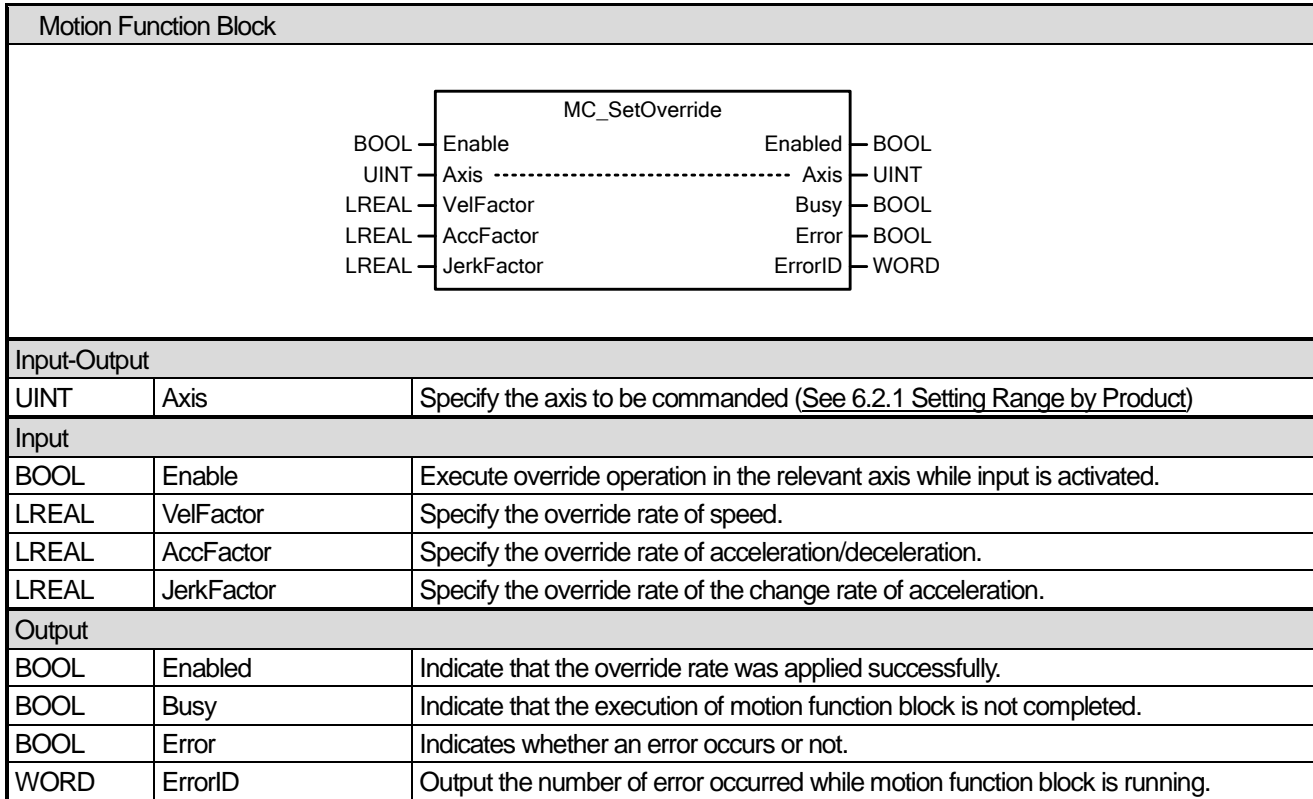 Motion Function Block
MC_SetOverride
BOOL Enable Enabled BOOL
UINT Axis Axis UINT
LREAL VelFactor Busy BOOL
LREAL AccFactor Error BOOL
LREAL JerkFactor ErrorID WORD
Input-Output
UINT Axis Specify the axis to be commanded (See 6.2.1 Setting Range by Product)
Input
BOOL Enable Execute override operation in the relevant axis while input is activated.
LREAL VelFactor Specify the override rate of speed.
LREAL AccFactor Specify the override rate of acceleration/deceleration.
LREAL JerkFactor Specify the override rate of the change rate of acceleration.
Output
BOOL Enabled Indicate that the override rate was applied successfully.
BOOL Busy Indicate that the execution of motion function block is not completed.
BOOL Error Indicates whether an error occurs or not.
WORD ErrorID Output the number of error occurred while motion function block is running.